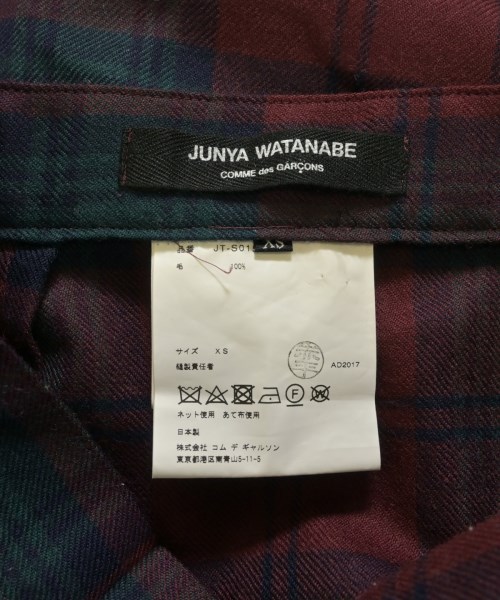 JUNYA WATANABE
COMME des GARÇONS
XS
品番 JT-S01
毛 100%
サイズ XS
縫製責任者
AD2017
F
W
ネット使用 あて布使用
日本製
株式会社 コム デ ギャルソン
東京都港区南青山5-11-5